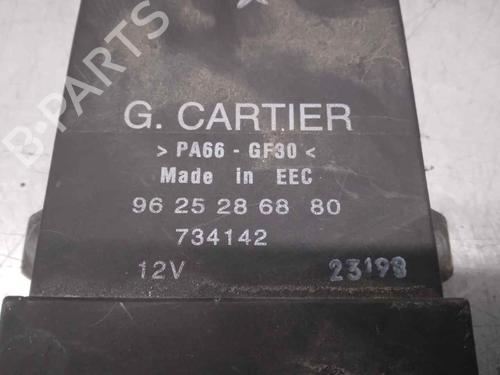 B-PARTS
G. CARTIER
> PA66 - GF30 <
Made in EEC
96 25 28 68 80
734142
12V 23198